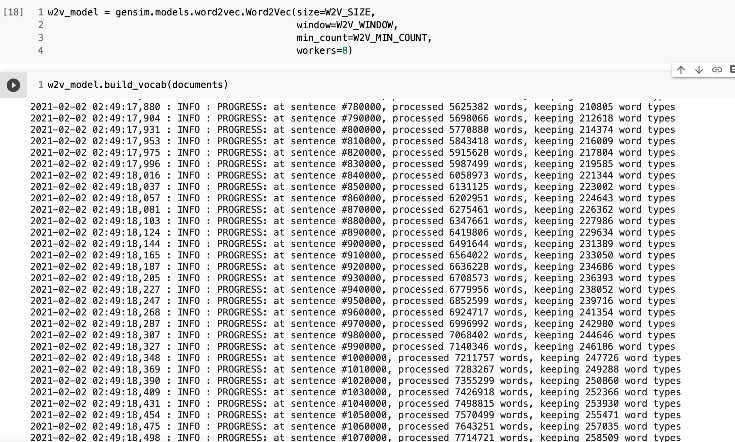 [18] 1 w2v_model = gensim.models.word2vec.Word2Vec(size=W2V_SIZE,
2 window=W2V_WINDOW,
3 min_count=W2V_MIN_COUNT,
4 workers=8)
1 w2v_model.build_vocab(documents)
2021-02-02 02:49:17,880 : INFO : PROGRESS: at sentence #780000, processed 5625382 words, keeping 210805 word types
2021-02-02 02:49:17,904 : INFO : PROGRESS: at sentence #790000, processed 5698066 words, keeping 212618 word types
2021-02-02 02:49:17,931 : INFO : PROGRESS: at sentence #800000, processed 5770880 words, keeping 214374 word types
2021-02-02 02:49:17,953 : INFO : PROGRESS: at sentence #810000, processed 5843418 words, keeping 216009 word types
2021-02-02 02:49:17,975 : INFO : PROGRESS: at sentence #820000, processed 5915628 words, keeping 217804 word types
2021-02-02 02:49:17,996 : INFO : PROGRESS: at sentence #830000, processed 5987499 words, keeping 219585 word types
2021-02-02 02:49:18,016 : INFO : PROGRESS: at sentence #840000, processed 6058973 words, keeping 221344 word types
2021-02-02 02:49:18,037 : INFO : PROGRESS: at sentence #850000, processed 6131125 words, keeping 223002 word types
2021-02-02 02:49:18,057 : INFO : PROGRESS: at sentence #860000, processed 6202951 words, keeping 224643 word types
2021-02-02 02:49:18,081 : INFO : PROGRESS: at sentence #870000, processed 6275461 words, keeping 226362 word types
2021-02-02 02:49:18,103 : INFO : PROGRESS: at sentence #880000, processed 6347661 words, keeping 227986 word types
2021-02-02 02:49:18,124 : INFO : PROGRESS: at sentence #890000, processed 6419806 words, keeping 229634 word types
2021-02-02 02:49:18,144 : INFO : PROGRESS: at sentence #900000, processed 6491644 words, keeping 231389 word types
2021-02-02 02:49:18,165 : INFO : PROGRESS: at sentence #910000, processed 6564022 words, keeping 233050 word types
2021-02-02 02:49:18,187 : INFO : PROGRESS: at sentence #920000, processed 6636228 words, keeping 234686 word types
2021-02-02 02:49:18,205 : INFO : PROGRESS: at sentence #930000, processed 6708573 words, keeping 236393 word types
2021-02-02 02:49:18,227 : INFO : PROGRESS: at sentence #940000, processed 6779956 words, keeping 238052 word types
2021-02-02 02:49:18,247 : INFO : PROGRESS: at sentence #950000, processed 6852599 words, keeping 239716 word types
2021-02-02 02:49:18,268 : INFO : PROGRESS: at sentence #960000, processed 6924717 words, keeping 241354 word types
2021-02-02 02:49:18,287 : INFO : PROGRESS: at sentence #970000, processed 6996992 words, keeping 242980 word types
2021-02-02 02:49:18,307 : INFO : PROGRESS: at sentence #980000, processed 7068402 words, keeping 244646 word types
2021-02-02 02:49:18,327 : INFO : PROGRESS: at sentence #990000, processed 7140346 words, keeping 246186 word types
2021-02-02 02:49:18,348 : INFO : PROGRESS: at sentence #1000000, processed 7211757 words, keeping 247726 word types
2021-02-02 02:49:18,369 : INFO : PROGRESS: at sentence #1010000, processed 7283267 words, keeping 249288 word types
2021-02-02 02:49:18,390 : INFO : PROGRESS: at sentence #1020000, processed 7355299 words, keeping 250860 word types
2021-02-02 02:49:18,409 : INFO : PROGRESS: at sentence #1030000, processed 7426918 words, keeping 252366 word types
2021-02-02 02:49:18,431 : INFO : PROGRESS: at sentence #1040000, processed 7498815 words, keeping 253930 word types
2021-02-02 02:49:18,454 : INFO : PROGRESS: at sentence #1050000, processed 7570499 words, keeping 255471 word types
2021-02-02 02:49:18,475 : INFO : PROGRESS: at sentence #1060000, processed 7643251 words, keeping 257035 word types
2021-02-02 02:49:18,498 : INFO : PROGRESS: at sentence #1070000, processed 7714721 words, keeping 258509 word types